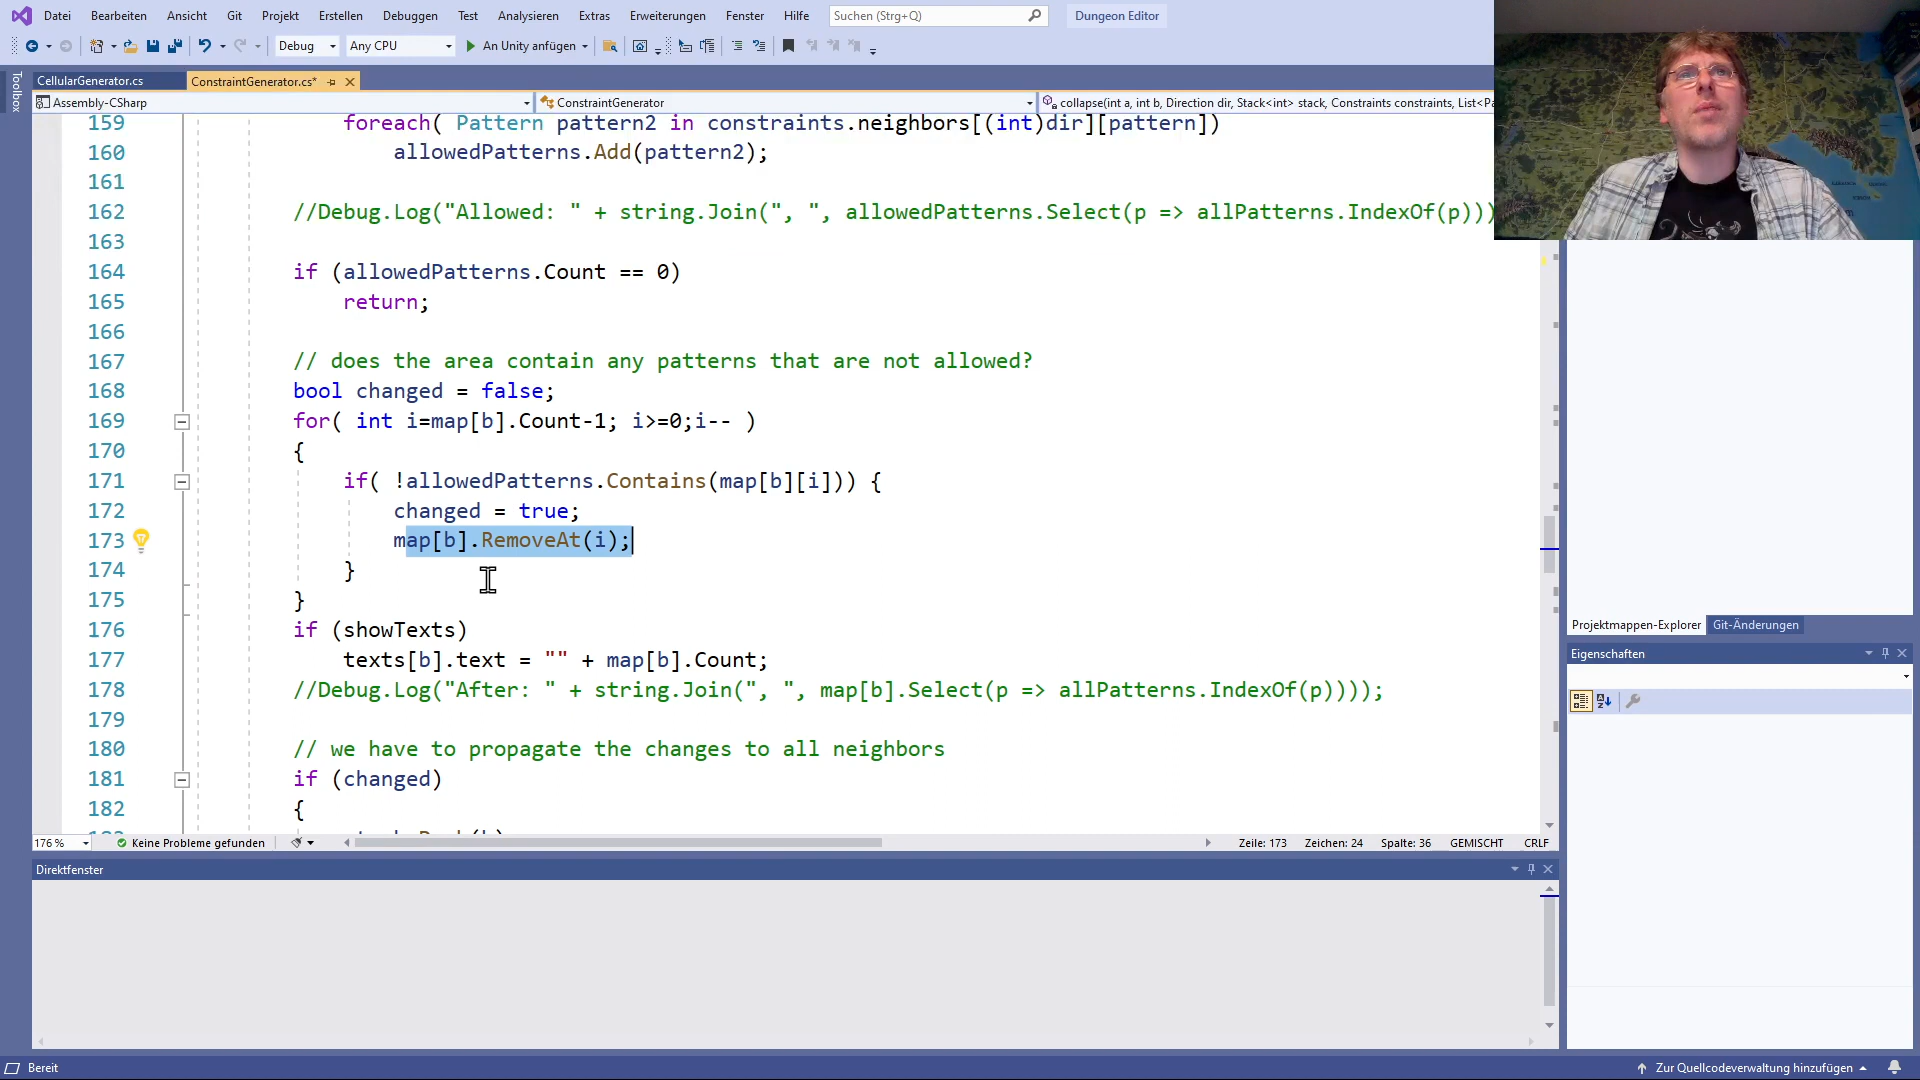 Datei Bearbeiten Ansicht Git Projekt Erstellen Debuggen Test Analysieren Extras Erweiterungen Fenster Hilfe Suchen (Strg+Q) Dungeon Editor
Debug Any CPU An Unity anfügen
Toolbox
CellularGenerator.cs ConstraintGenerator.cs*
Assembly-CSharp ConstraintGenerator collapse(int a, int b, Direction dir, Stack<int> stack, Constraints constraints, List<Pa
159 foreach( Pattern pattern2 in constraints.neighbors[(int)dir][pattern])
160 allowedPatterns.Add(pattern2);
161
162 //Debug.Log("Allowed: " + string.Join(", ", allowedPatterns.Select(p => allPatterns.IndexOf(p)))
163
164 if (allowedPatterns.Count == 0)
165 return;
166
167 // does the area contain any patterns that are not allowed?
168 bool changed = false;
169 for( int i=map[b].Count-1; i>=0;i-- )
170 {
171 if( !allowedPatterns.Contains(map[b][i])) {
172 changed = true;
173 map[b].RemoveAt(i);
174 }
175 }
176 if (showTexts)
177 texts[b].text = "" + map[b].Count;
178 //Debug.Log("After: " + string.Join(", ", map[b].Select(p => allPatterns.IndexOf(p))));
179
180 // we have to propagate the changes to all neighbors
181 if (changed)
182 {
176 % Keine Probleme gefunden Zeile: 173 Zeichen: 24 Spalte: 36 GEMISCHT CRLF
Direktfenster
Projektmappen-Explorer Git-Änderungen
Eigenschaften
Bereit Zur Quellcodeverwaltung hinzufügen